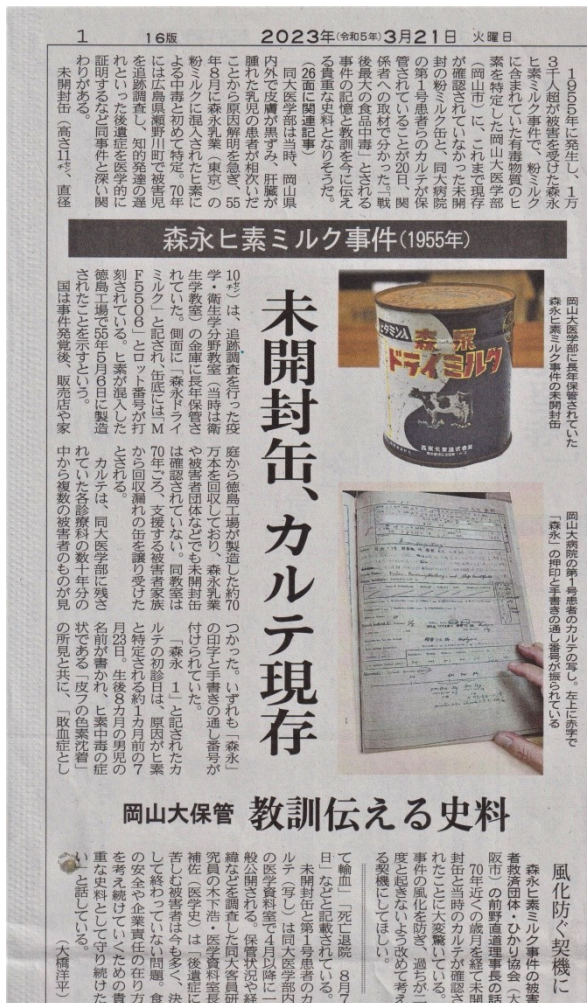 1　16版　2023年(令和5年)3月21日　火曜日
　1955年に発生し、1万
3千人超が被害を受けた森永
ヒ素ミルク事件で、粉ミルク
に含まれていた有毒物質のヒ
素を特定した岡山大医学部
(岡山市)に、これまで現存
が確認されていなかった未開
封の粉ミルク缶と、同大病院
の第1号患者らのカルテが保
管されていることが20日、関
係者への取材で分かった。「戦
後最大の食品中毒」とされる
事件の記憶と教訓を今に伝え
る貴重な史料となりそうだ。
(26面に関連記事)
　同大医学部は当時、岡山県
内外で皮膚が黒ずみ、肝臓が
腫れた乳児の患者が相次いだ
ことから原因解明を急ぎ、55
年8月に森永乳業(東京)の
粉ミルクに混入されたヒ素に
よる中毒と初めて特定。70年
には広島県瀬野川町で被害児
を追跡調査し、知的発達の遅
れといった後遺症を医学的に
証明するなど同事件と深い関
わりがある。
　未開封缶(高さ11㌢、直径
森永ヒ素ミルク事件(1955年)
岡山大医学部に長年保管されていた
森永ヒ素ミルク事件の未開封缶
ビタミンA
森永
ドライミルク
岡山大病院の第1号患者のカルテの写し。左上に赤字で
「森永」の押印と手書きの通し番号が振られている
未開封缶、カルテ現存
岡山大保管　教訓伝える史料
10㌢)は、追跡調査を行った疫
学・衛生学分野教室(当時は衛
生学教室)の金庫に長年保管さ
れていた。側面に「森永ドライ
ミルク」と記され、缶底には「M
F5506」とロット番号が打
刻されている。ヒ素が混入した
徳島工場で55年5月6日に製造
されたことを示すという。
　国は事件発覚後、販売店や家
庭から徳島工場が製造した約70
万本を回収しており、森永乳業
や被害者団体などでも未開封缶
は確認されていない。同教室は
70年ごろ、支援する被害者家族
から回収漏れの缶を譲り受けた
とされる。
　カルテは、同大医学部に残さ
れていた各診療科の数十年分の
中から複数の被害者のものが見
つかった。いずれも「森永」
の印字と手書きの通し番号が
付けられていた。
　「森永　1」と記されたカ
ルテの初診日は、原因がヒ素
と特定される約1カ月前の7
月23日。生後8カ月の男児の
名前が書かれ、ヒ素中毒の症
状である「皮フの色素沈着」
の所見と共に、「敗血症とし
て輸血」「死亡退院　8月7
日」などと記載されている。
　未開封缶と第1号患者のカ
ルテ(写し)は同大医学部内
の医学資料室で4月以降に一
般公開される。保管状況や経
緯などを調査した同大客員研
究員の木下浩・医学資料室長
補佐(医学史)は「後遺症に
苦しむ被害者は今も多く、決
して終わっていない問題。食
の安全や企業責任の在り方
を考え続けていくための貴
重な史料として守り続けた
い」と話している。
(大橋洋平)
風化防ぐ契機に
　森永ヒ素ミルク事件の被害
者救済団体・ひかり協会(大
阪市)の前野直道理事長の話
　70年近くの歳月を経て未開
封缶と当時のカルテが確認さ
れたことに大変驚いている。
事件の風化を防ぎ、過ちが二
度と起きないよう改めて考え
る契機にしてほしい。